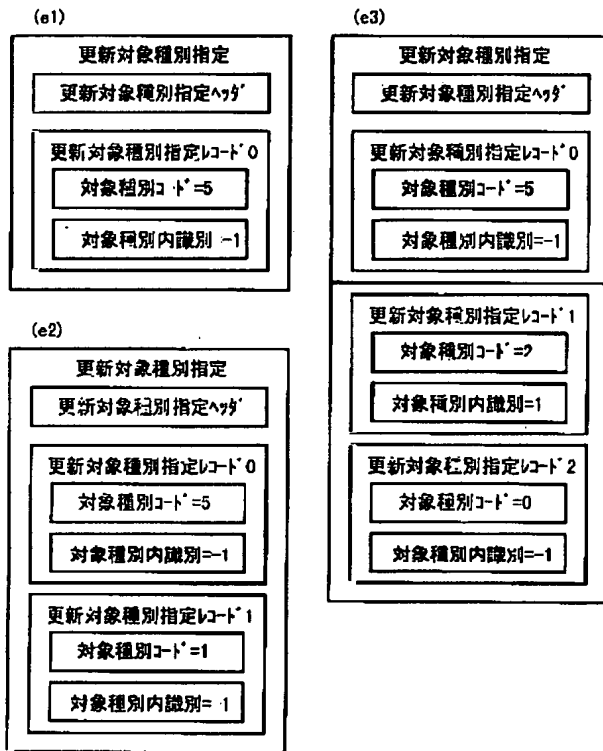 (e1)
更新対象種別指定
更新対象種別指定ヘッダ
更新対象種別指定レコード0
対象種別コード=5
対象種別内識別=-1
(e2)
更新対象種別指定
更新対象種別指定ヘッダ
更新対象種別指定レコード0
対象種別コード=5
対象種別内識別=-1
更新対象種別指定レコード1
対象種別コード=1
対象種別内識別=-1
(e3)
更新対象種別指定
更新対象種別指定ヘッダ
更新対象種別指定レコード0
対象種別コード=5
対象種別内識別=-1
更新対象種別指定レコード1
対象種別コード=2
対象種別内識別=1
更新対象種別指定レコード2
対象種別コード=0
対象種別内識別=-1